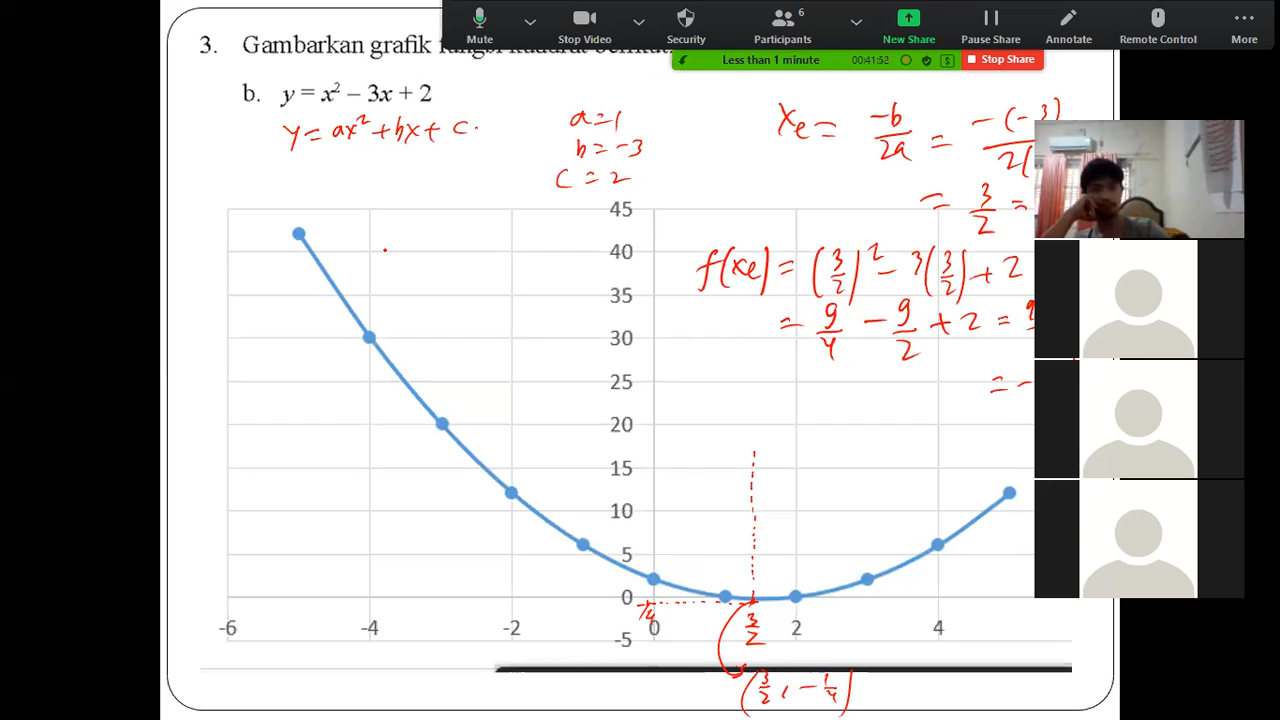 Mute
Stop Video
Security
Participants
6
New Share
Pause Share
Annotate
Remote Control
More
Less than 1 minute
00:41:52
Stop Share
3. Gambarkan grafik
b. y = x² – 3x + 2
y = ax² + bx + c.
a = 1
b = -3
c = 2
xe = -b/2a = -(-3)/2(
= 3/2 =
f(xe) = (3/2)² - 3(3/2) + 2
= 9/4 - 9/2 + 2 =
= -
45
40
35
30
25
20
15
10
5
0
-5
-6
-4
-2
0
2
4
-1/4
3/2
(3/2, -1/4)